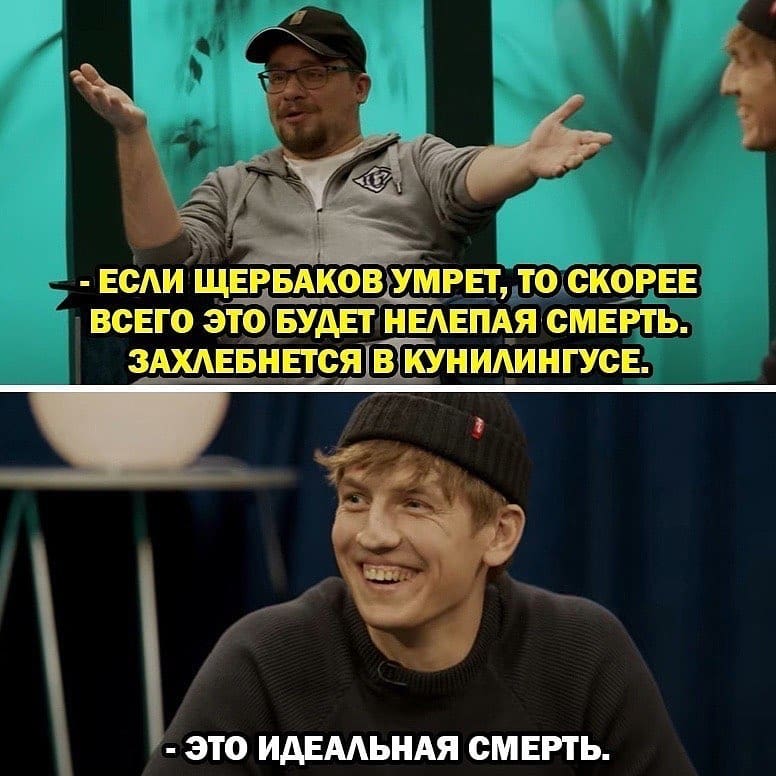 - ЕСЛИ ЩЕРБАКОВ УМРЕТ, ТО СКОРЕЕ
ВСЕГО ЭТО БУДЕТ НЕЛЕПАЯ СМЕРТЬ.
ЗАХЛЕБНЕТСЯ В КУНИЛИНГУСЕ.
- ЭТО ИДЕАЛЬНАЯ СМЕРТЬ.